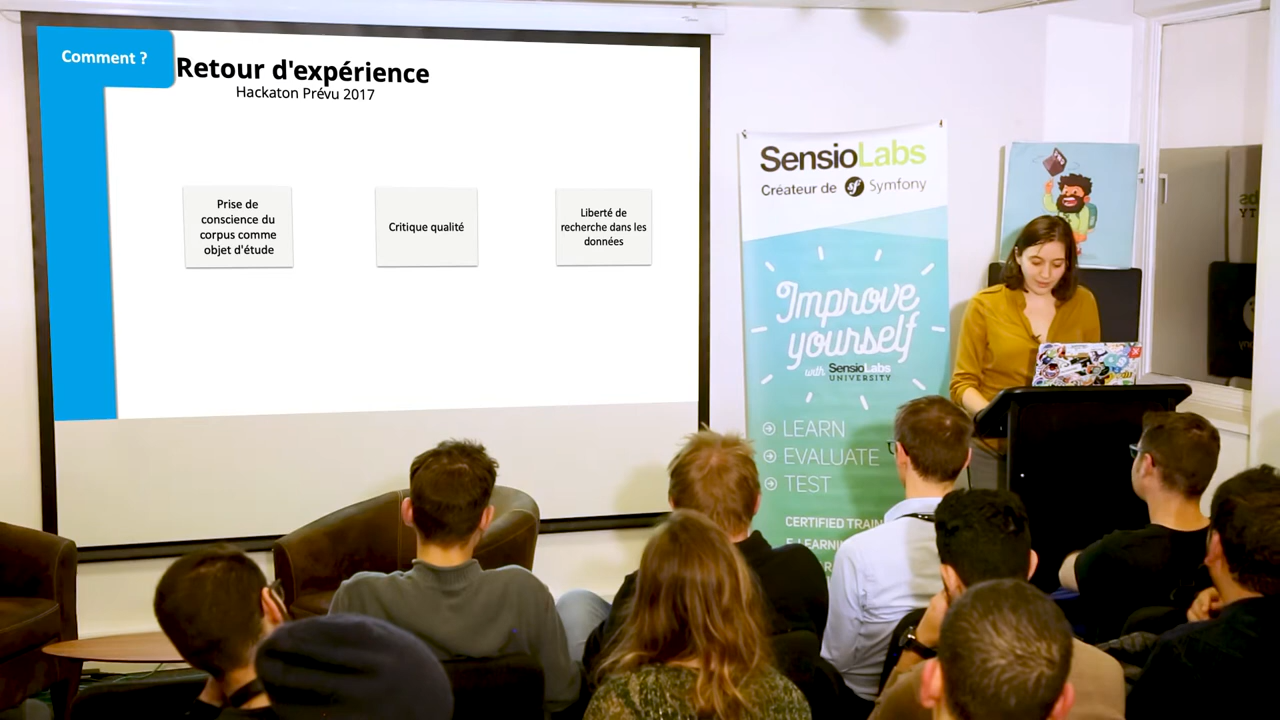 Comment ?
Retour d'expérience
Hackaton Prévu 2017
Prise de
conscience du
corpus comme
objet d'étude
Critique qualité
Liberté de
recherche dans les
données
SensioLabs
Créateur de sf Symfony
Improve
yourself
with SensioLabs
UNIVERSITY
LEARN
EVALUATE
TEST
CERTIFIED